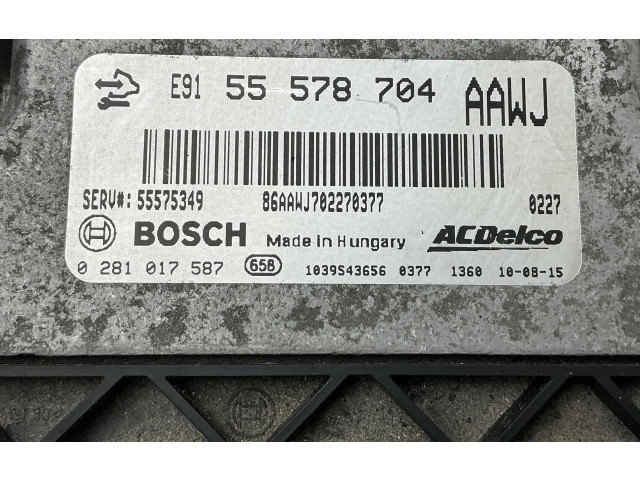 E91 55 578 704 AAWJ
SERV#: 55575349 86AAWJ702270377 0227
BOSCH Made in Hungary ACDelco
0 281 017 587 658 1039S43656 0377 1360 10-08-15